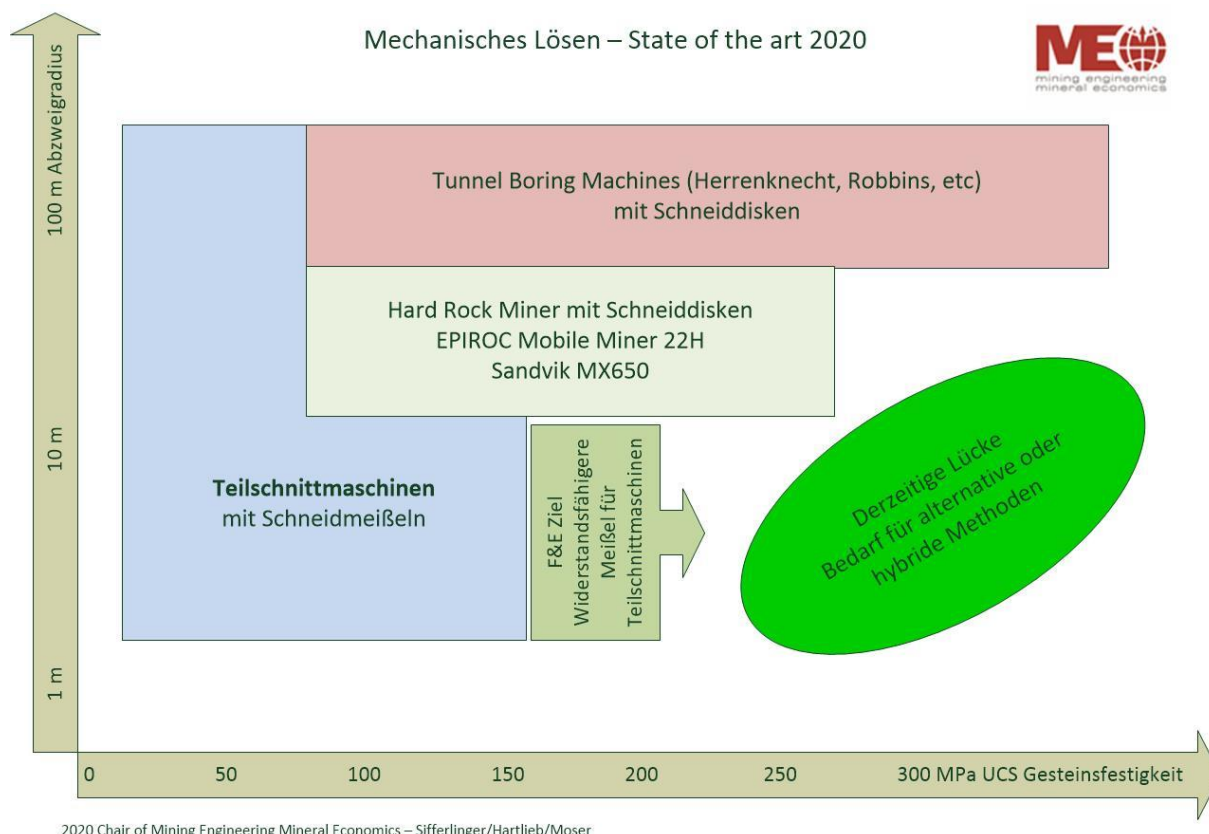 Mechanisches Lösen – State of the art 2020
ME
mining engineering
mineral economics
100 m Abzweigradius
10 m
1 m
Tunnel Boring Machines (Herrenknecht, Robbins, etc)
mit Schneiddisken
Hard Rock Miner mit Schneiddisken
EPIROC Mobile Miner 22H
Sandvik MX650
Teilschnittmaschinen
mit Schneidmeißeln
F&E Ziel
Widerstandsfähigere
Meißel für
Teilschnittmaschinen
Derzeitige Lücke
Bedarf für alternative oder
hybride Methoden
0 50 100 150 200 250 300 MPa UCS Gesteinsfestigkeit
2020 Chair of Mining Engineering Mineral Economics – Sifferlinger/Hartlieb/Moser